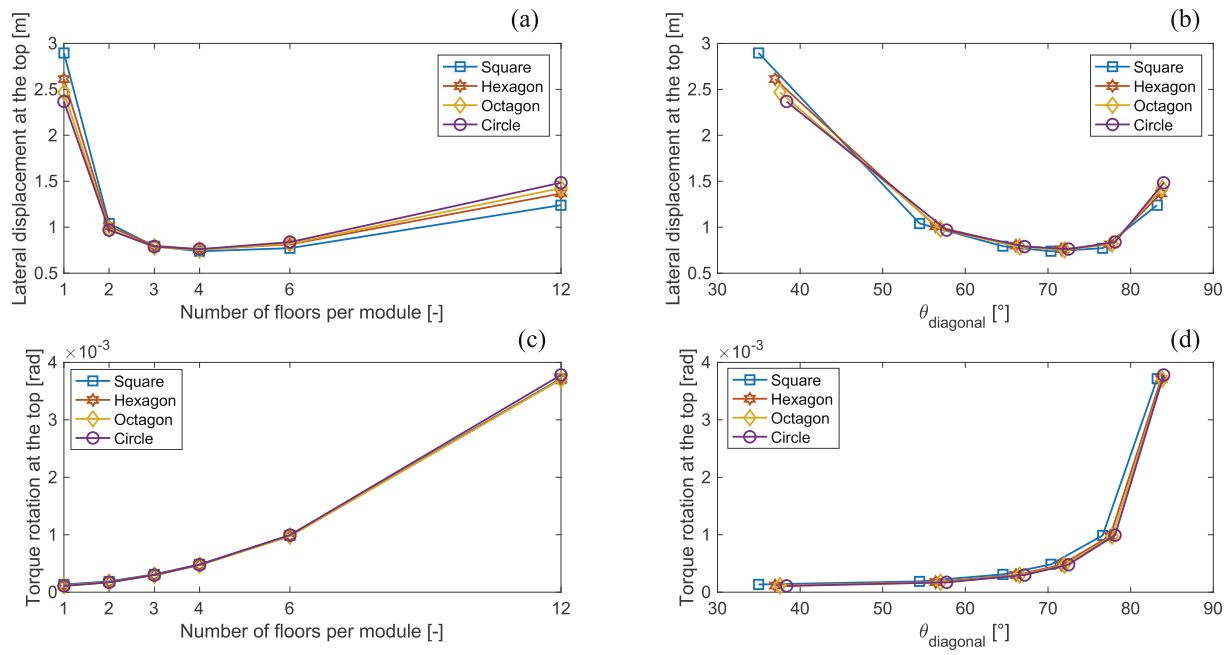 (a)
Lateral displacement at the top [m]
3
2.5
2
1.5
1
0.5
Square
Hexagon
Octagon
Circle
1 2 3 4 6 12
Number of floors per module [-]
(b)
Lateral displacement at the top [m]
3
2.5
2
1.5
1
0.5
Square
Hexagon
Octagon
Circle
30 40 50 60 70 80 90
θdiagonal [°]
(c)
×10-3
Torque rotation at the top [rad]
4
3
2
1
0
Square
Hexagon
Octagon
Circle
1 2 3 4 6 12
Number of floors per module [-]
(d)
×10-3
Torque rotation at the top [rad]
4
3
2
1
0
Square
Hexagon
Octagon
Circle
30 40 50 60 70 80 90
θdiagonal [°]